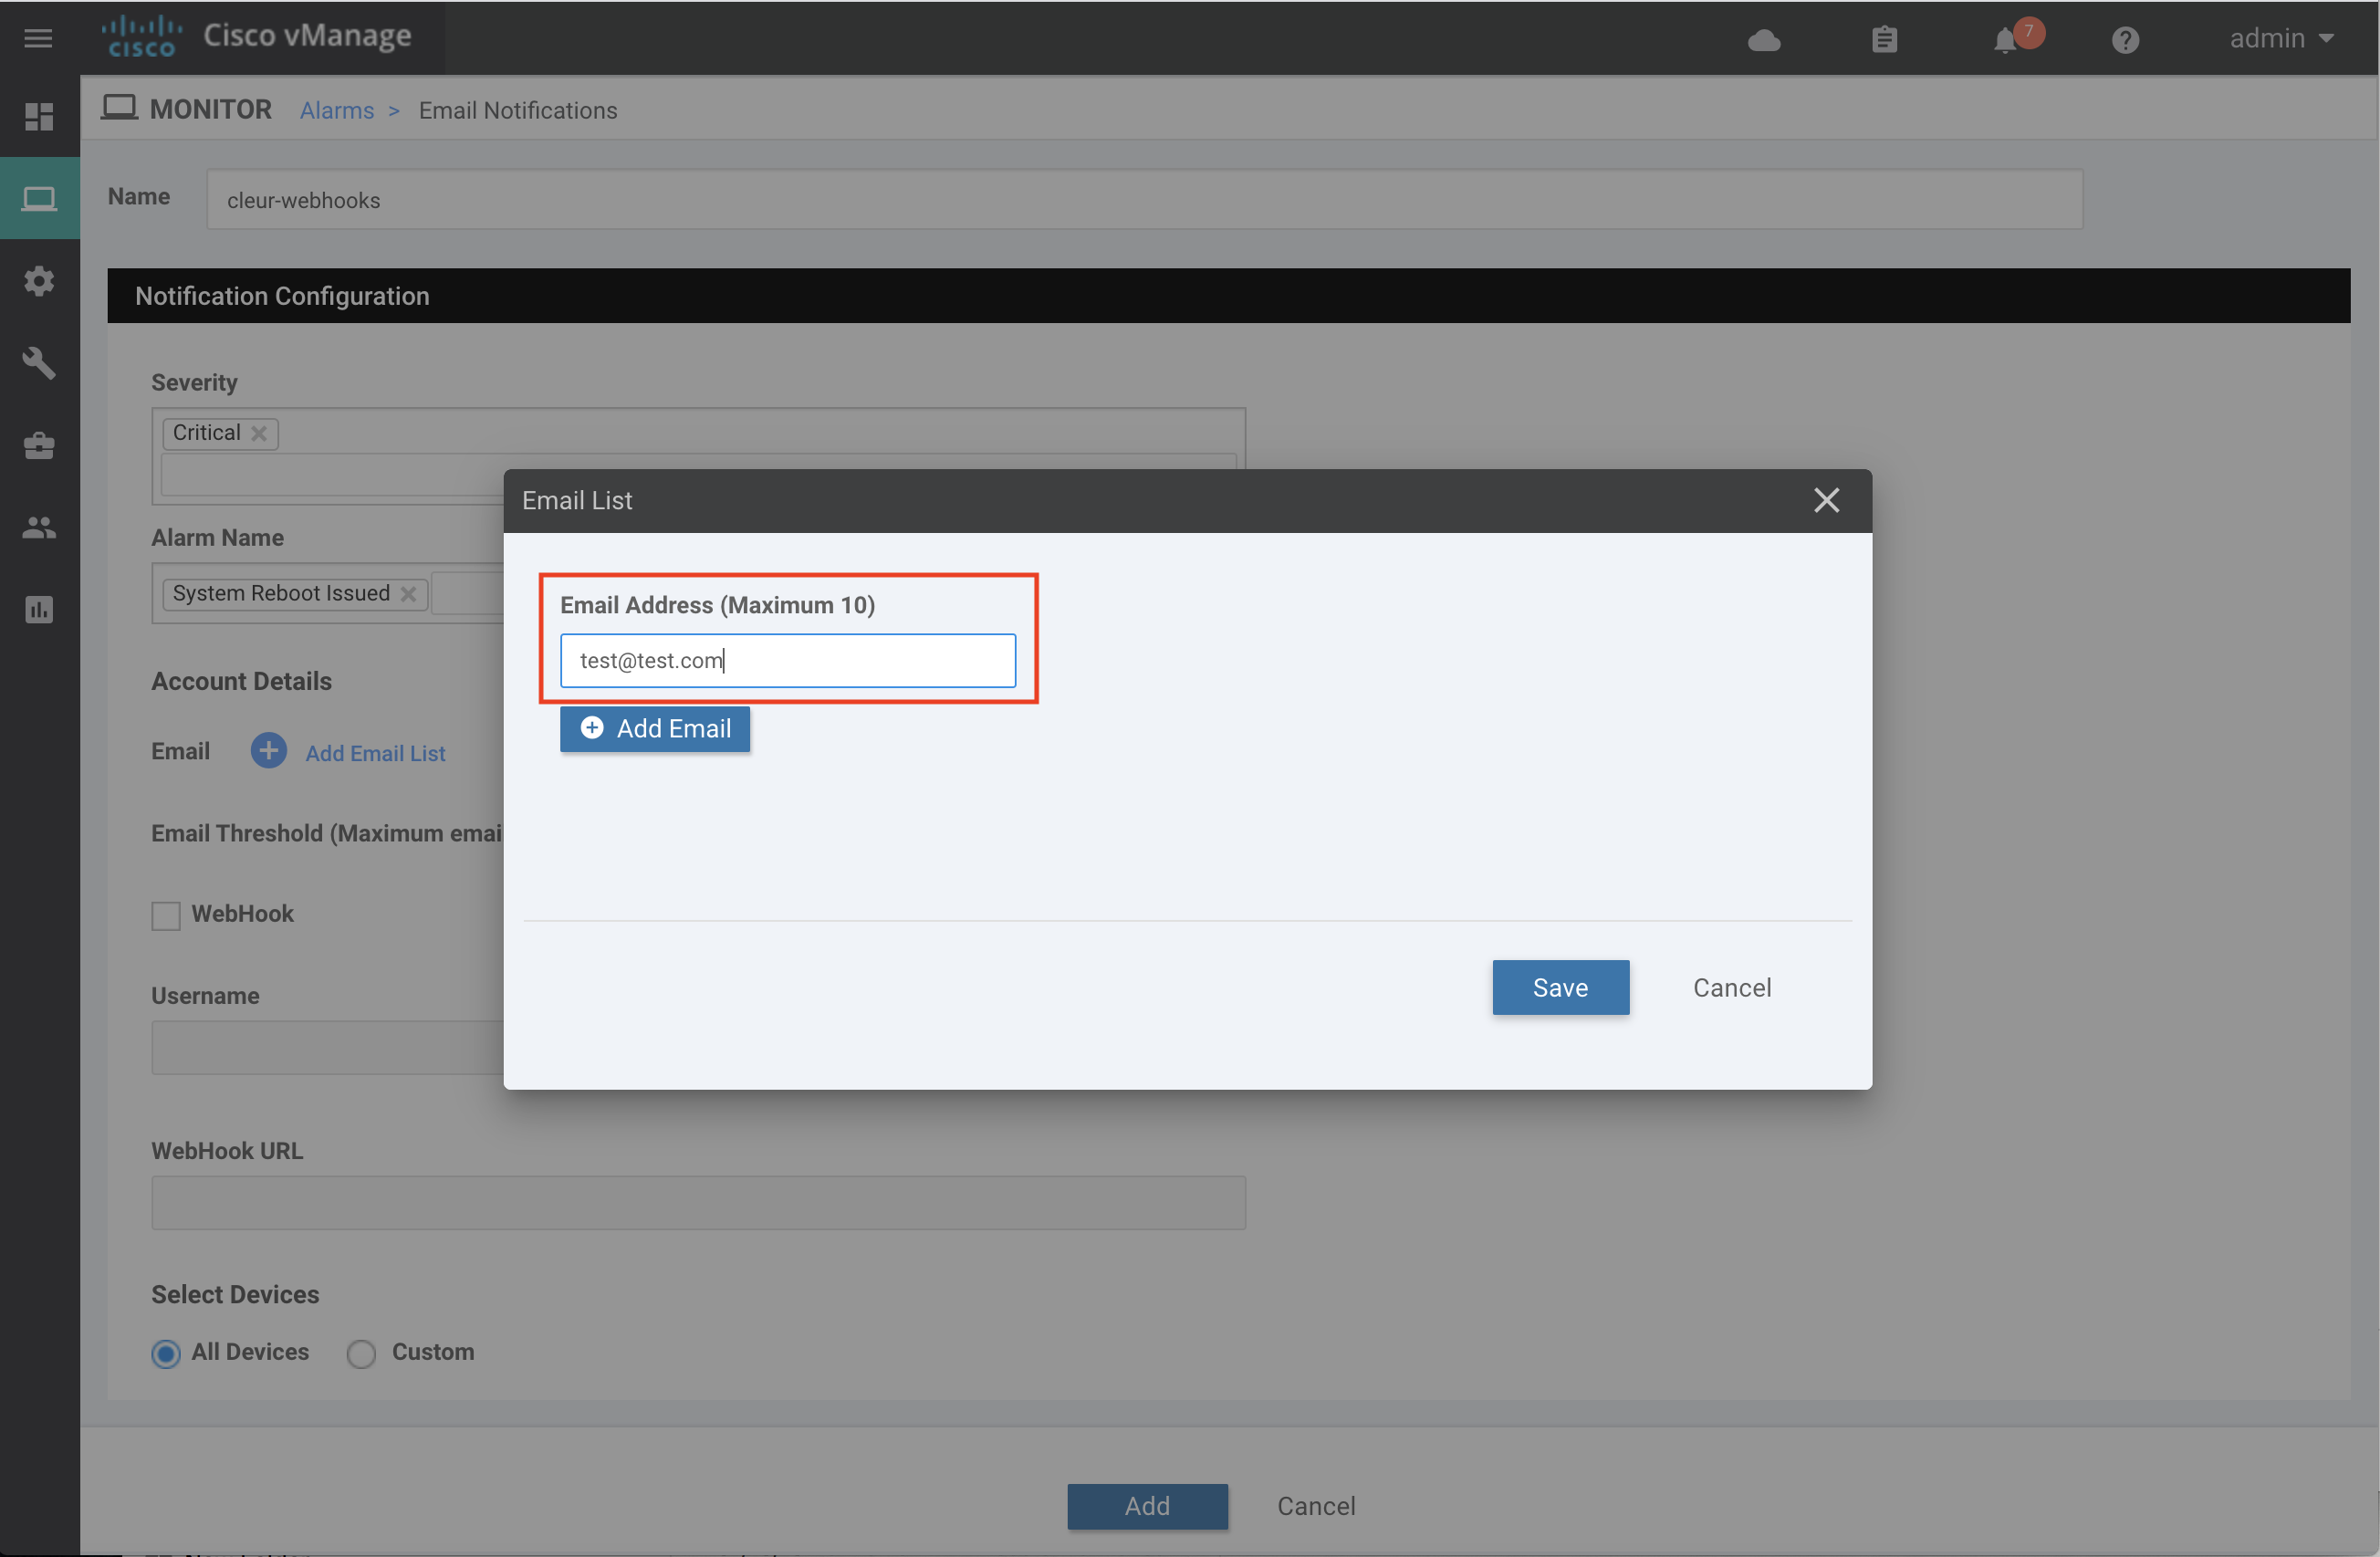 CISCO Cisco vManage 7 admin
MONITOR Alarms > Email Notifications
Name cleur-webhooks
Notification Configuration
Severity
Critical
Email List
Alarm Name
System Reboot Issued
Email Address (Maximum 10)
test@test.com
Account Details
Add Email
Email Add Email List
Email Threshold (Maximum emai
WebHook
Save Cancel
Username
WebHook URL
Select Devices
All Devices Custom
Add Cancel